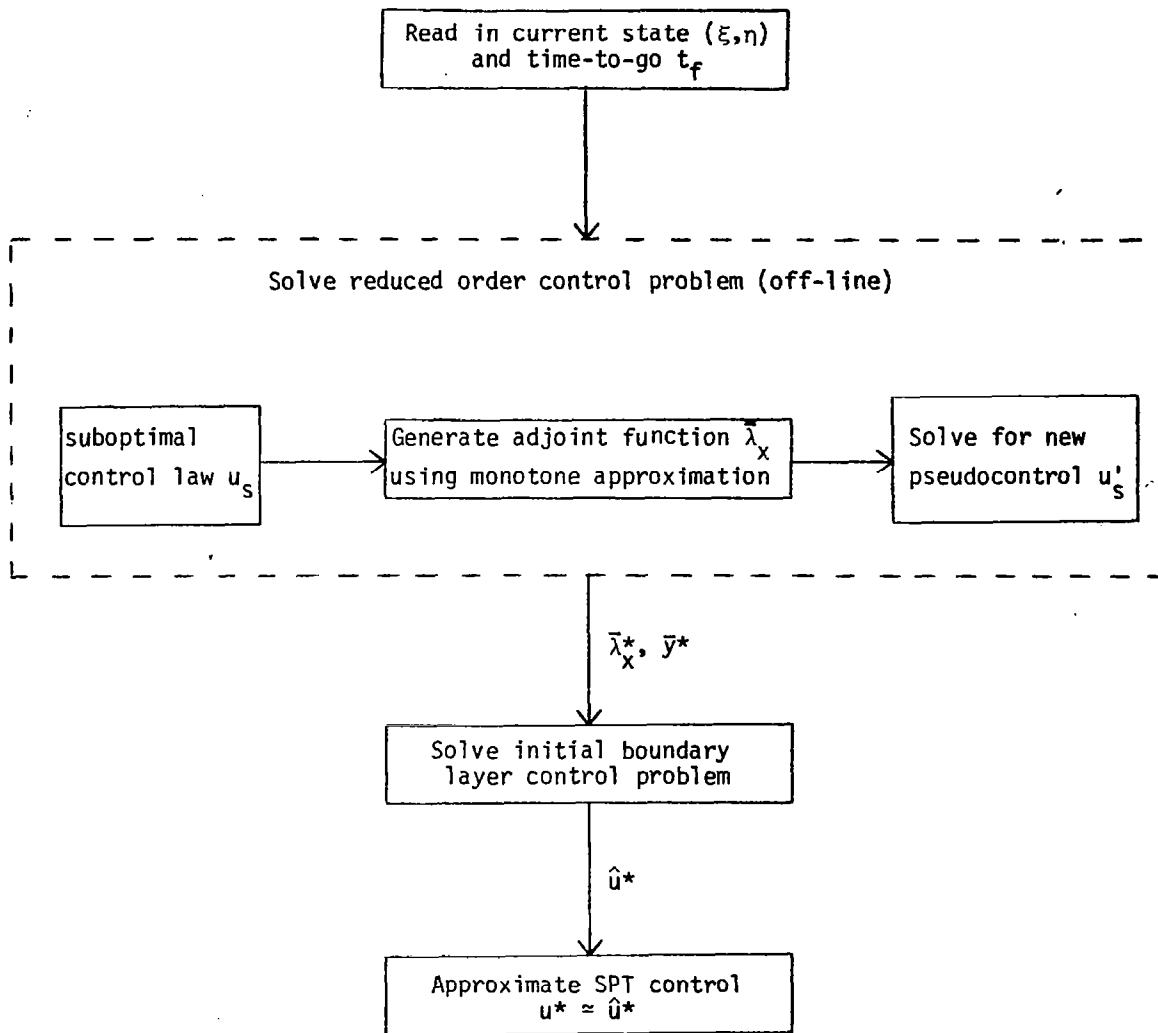 Read in current state (ξ,η)
and time-to-go t_f
Solve reduced order control problem (off-line)
suboptimal
control law u_s
Generate adjoint function λ̄_x
using monotone approximation
Solve for new
pseudocontrol u_s'
λ̄_x*, ȳ*
Solve initial boundary
layer control problem
û*
Approximate SPT control
u* ≃ û*